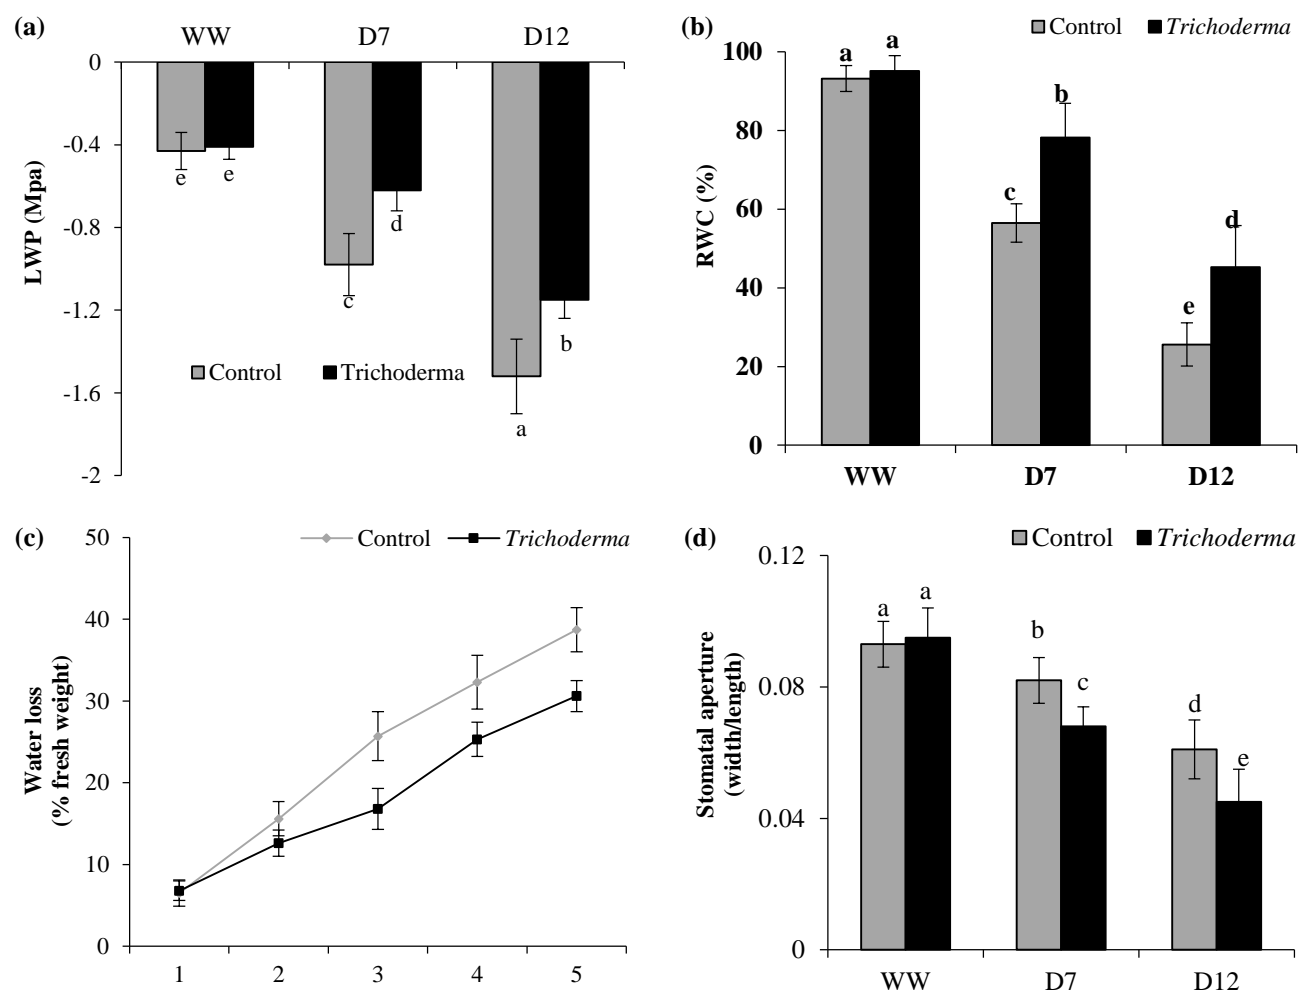 (a)
WW D7 D12
0
-0.4
-0.8
-1.2
-1.6
-2
LWP (Mpa)
e e
c d
a b
Control Trichoderma
(b)
Control Trichoderma
100
80
60
40
20
0
RWC (%)
a a
c b
e d
WW D7 D12
(c)
Control Trichoderma
50
40
30
20
10
0
Water loss
(% fresh weight)
1 2 3 4 5
(d)
Control Trichoderma
0.12
0.08
0.04
0
Stomatal aperture
(width/length)
a a
b c
d e
WW D7 D12